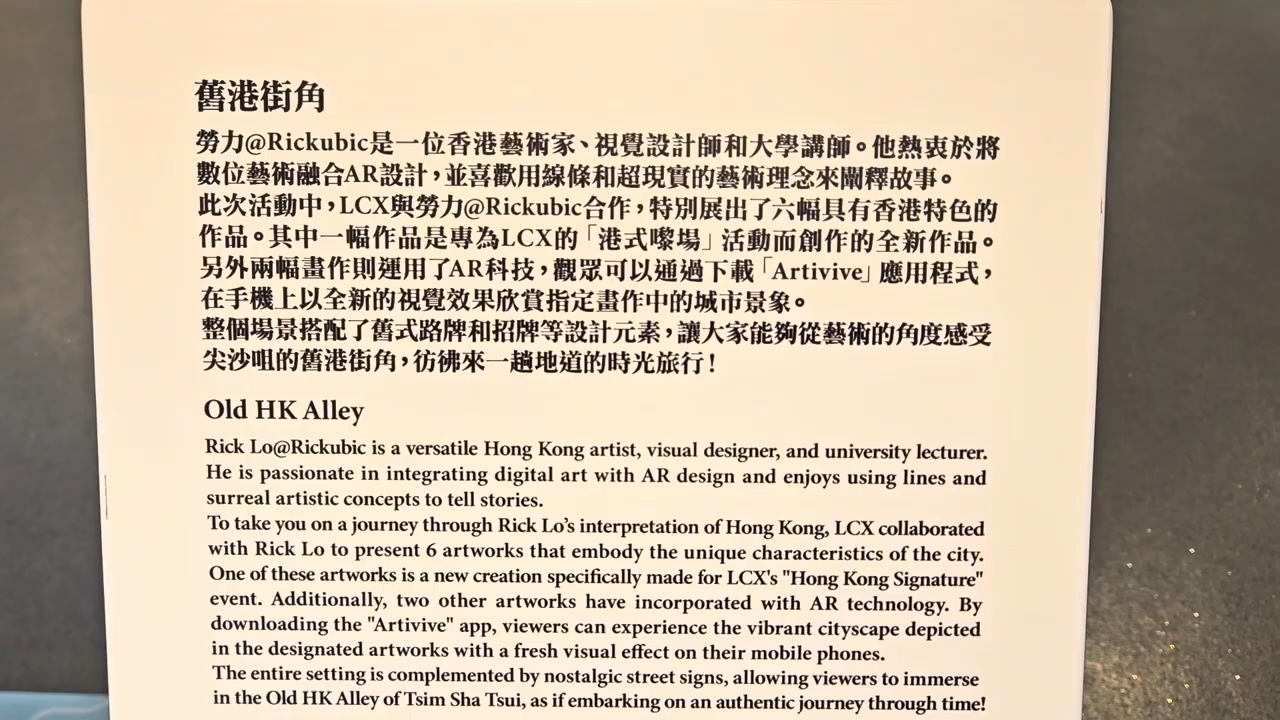 舊港街角
勞力@Rickubic是一位香港藝術家、視覺設計師和大學講師。他熱衷於將
數位藝術融合AR設計，並喜歡用線條和超現實的藝術理念來闡釋故事。
此次活動中，LCX與勞力@Rickubic合作，特別展出了六幅具有香港特色的
作品。其中一幅作品是專為LCX的「港式嚟場」活動而創作的全新作品。
另外兩幅畫作則運用了AR科技，觀眾可以通過下載「Artivive」應用程式，
在手機上以全新的視覺效果欣賞指定畫作中的城市景象。
整個場景搭配了舊式路牌和招牌等設計元素，讓大家能夠從藝術的角度感受
尖沙咀的舊港街角，彷彿來一趟地道的時光旅行！
Old HK Alley
Rick Lo@Rickubic is a versatile Hong Kong artist, visual designer, and university lecturer.
He is passionate in integrating digital art with AR design and enjoys using lines and
surreal artistic concepts to tell stories.
To take you on a journey through Rick Lo's interpretation of Hong Kong, LCX collaborated
with Rick Lo to present 6 artworks that embody the unique characteristics of the city.
One of these artworks is a new creation specifically made for LCX's "Hong Kong Signature"
event. Additionally, two other artworks have incorporated with AR technology. By
downloading the "Artivive" app, viewers can experience the vibrant cityscape depicted
in the designated artworks with a fresh visual effect on their mobile phones.
The entire setting is complemented by nostalgic street signs, allowing viewers to immerse
in the Old HK Alley of Tsim Sha Tsui, as if embarking on an authentic journey through time!